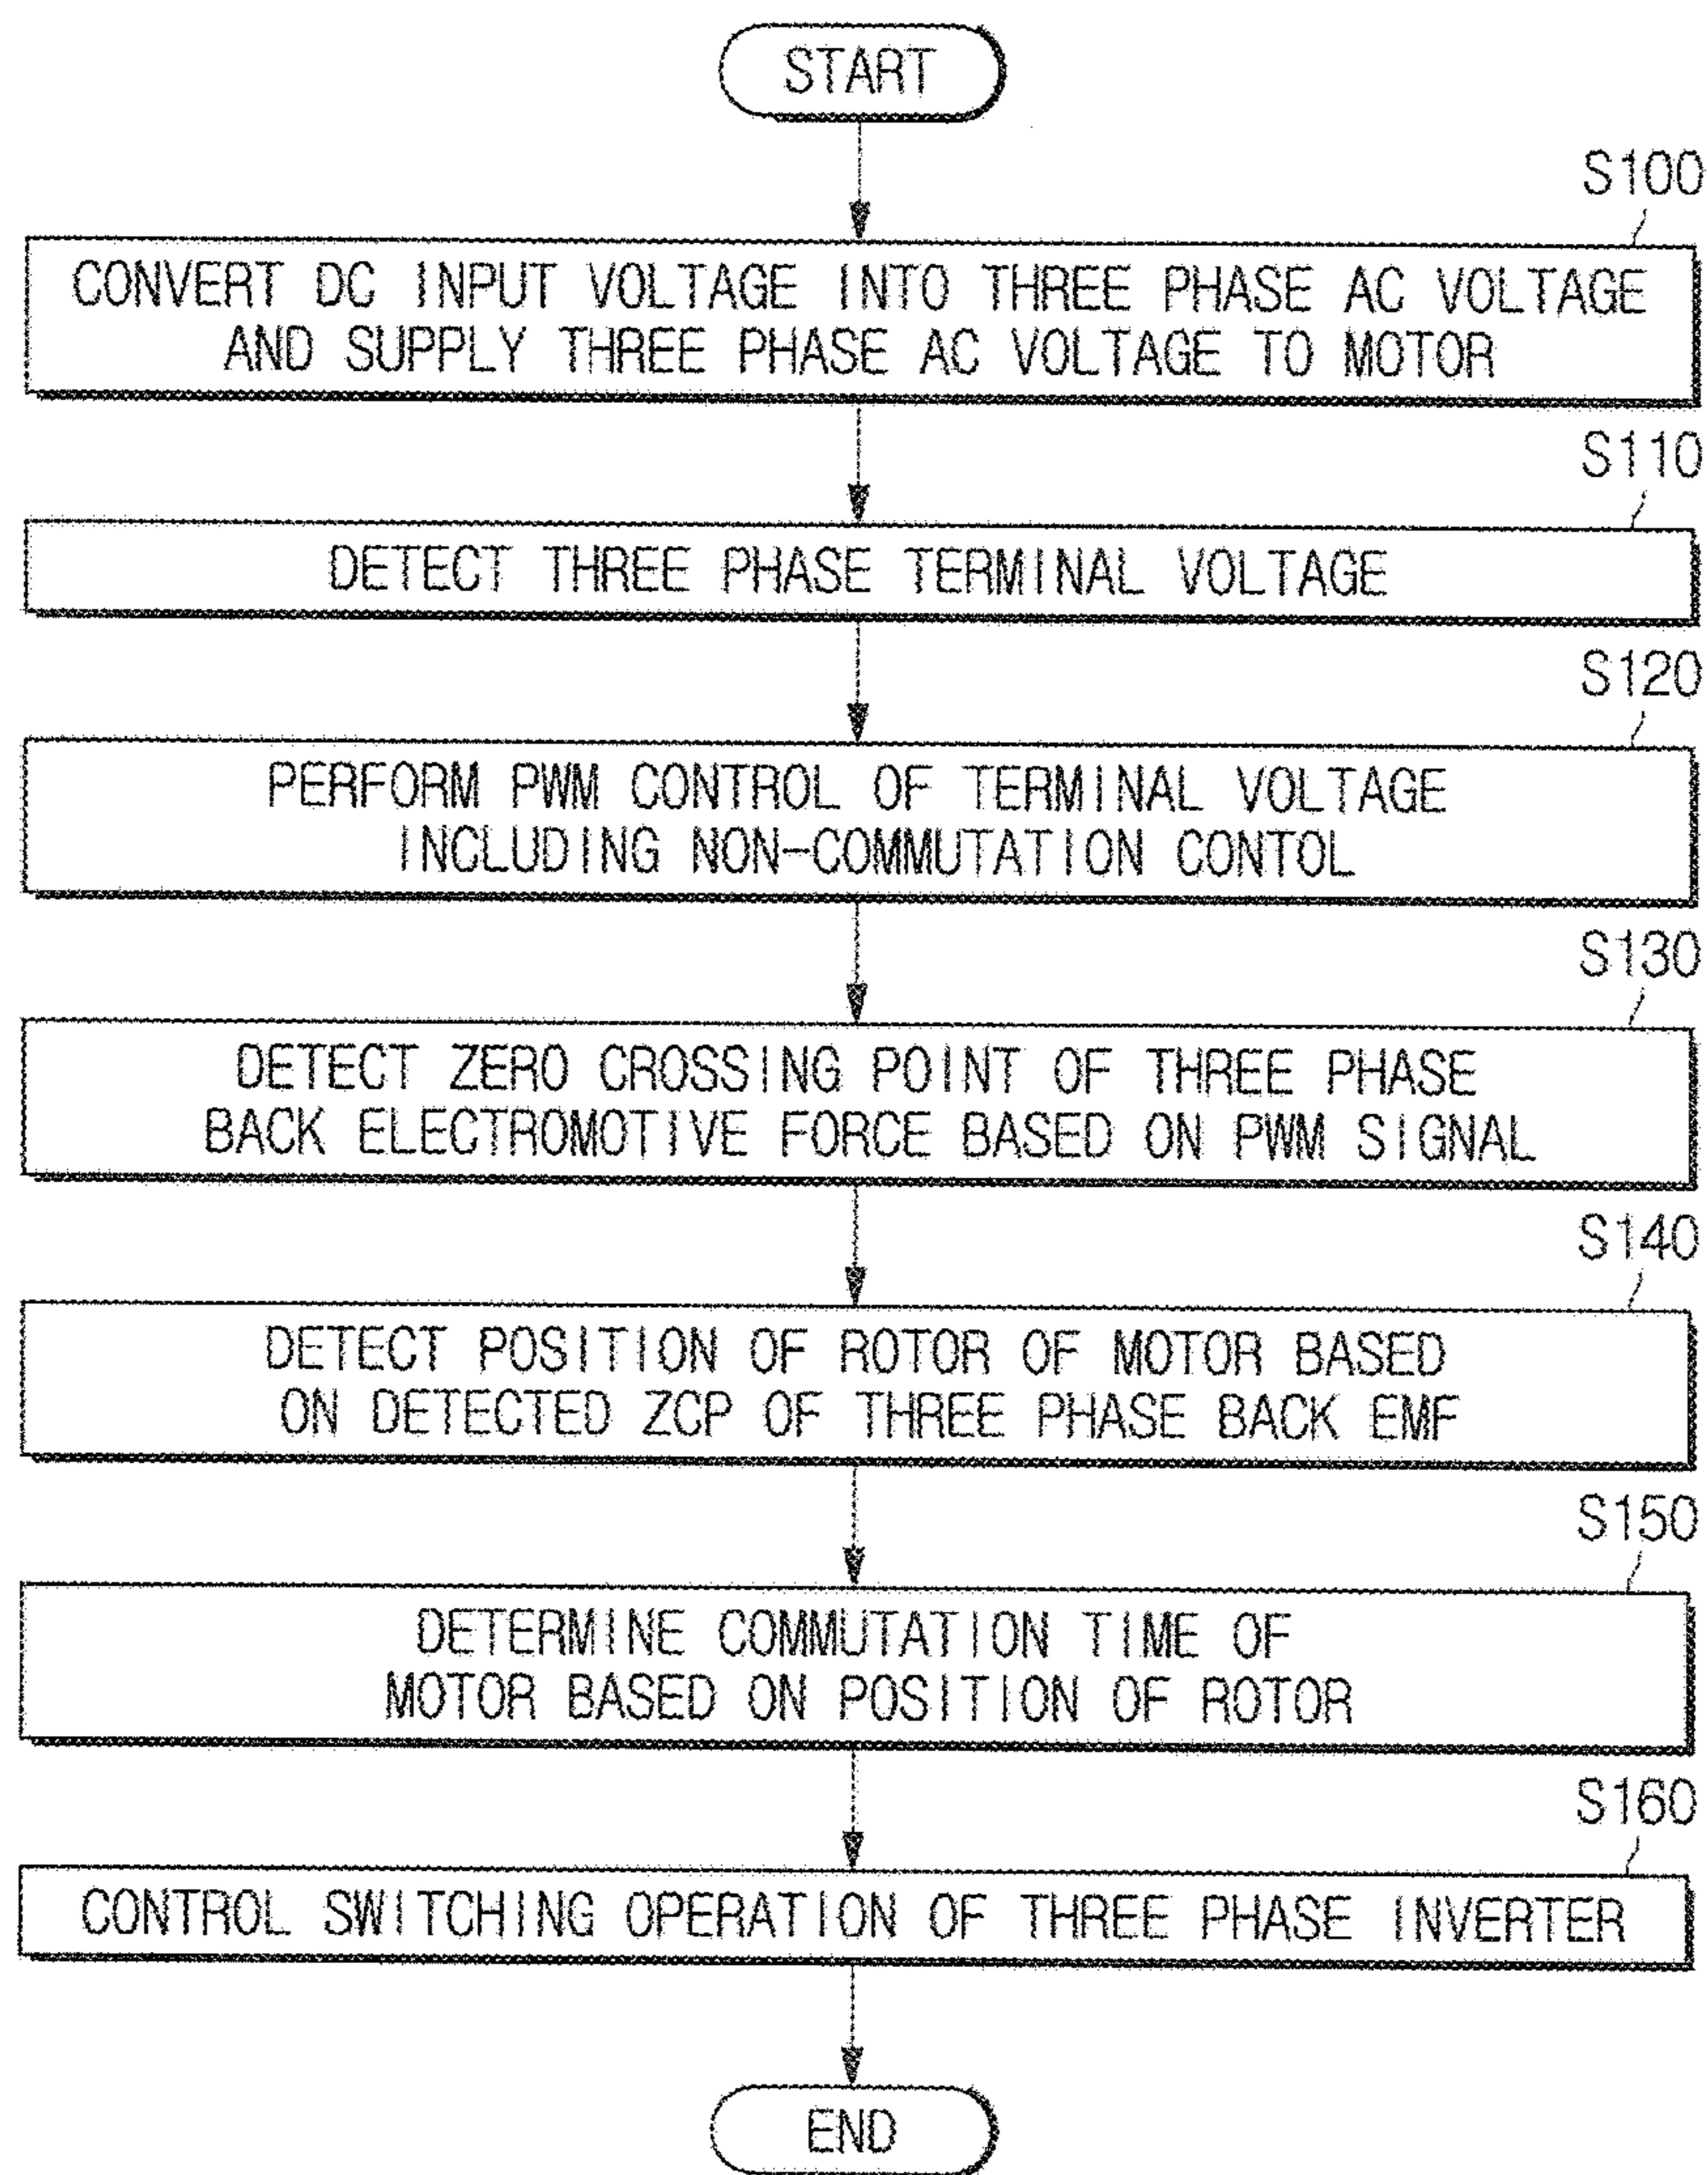 START
S100
CONVERT DC INPUT VOLTAGE INTO THREE PHASE AC VOLTAGE
AND SUPPLY THREE PHASE AC VOLTAGE TO MOTOR
S110
DETECT THREE PHASE TERMINAL VOLTAGE
S120
PERFORM PWM CONTROL OF TERMINAL VOLTAGE
INCLUDING NON-COMMUTATION CONTOL
S130
DETECT ZERO CROSSING POINT OF THREE PHASE
BACK ELECTROMOTIVE FORCE BASED ON PWM SIGNAL
S140
DETECT POSITION OF ROTOR OF MOTOR BASED
ON DETECTED ZCP OF THREE PHASE BACK EMF
S150
DETERMINE COMMUTATION TIME OF
MOTOR BASED ON POSITION OF ROTOR
S160
CONTROL SWITCHING OPERATION OF THREE PHASE INVERTER
END